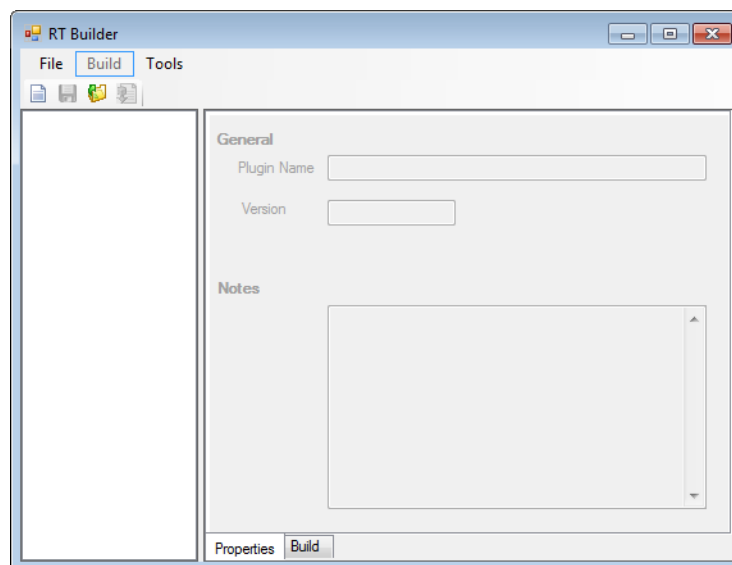 RT Builder
File Build Tools
General
Plugin Name
Version
Notes
Properties Build